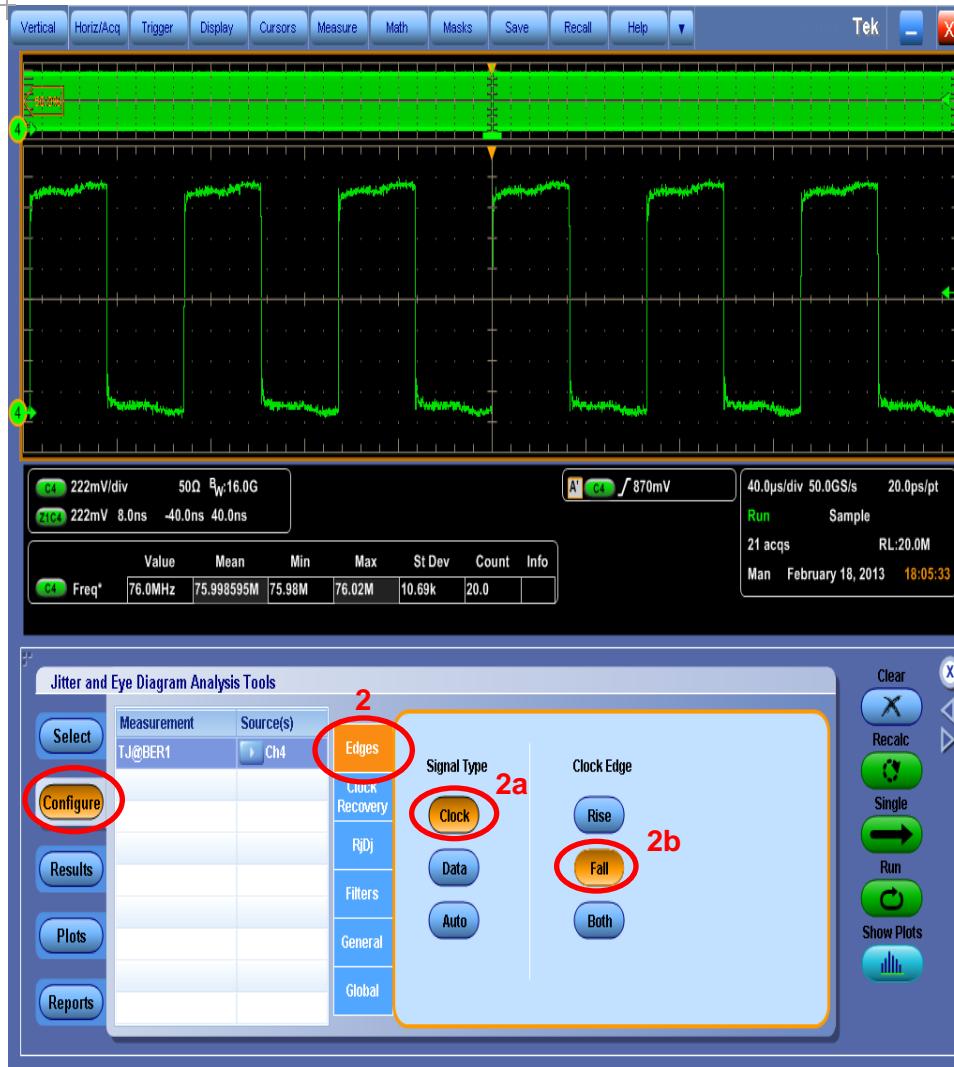 Vertical Horiz/Acq Trigger Display Cursors Measure Math Masks Save Recall Help Tek X
4
4
C4 222mV/div 50Ω BW:16.0G
Z1C4 222mV 8.0ns -40.0ns 40.0ns
A' C4 870mV
40.0µs/div 50.0GS/s 20.0ps/pt
Run Sample
21 acqs RL:20.0M
Man February 18, 2013 18:05:33
Value Mean Min Max St Dev Count Info
C4 Freq* 76.0MHz 75.998595M 75.98M 76.02M 10.69k 20.0
Jitter and Eye Diagram Analysis Tools
Select
Configure
Results
Plots
Reports
Measurement Source(s)
TJ@BER1 Ch4
2
Edges
Clock
Recovery
RjDj
Filters
General
Global
Signal Type
2a
Clock
Data
Auto
Clock Edge
Rise
2b
Fall
Both
Clear
X
Recalc
Single
Run
Show Plots